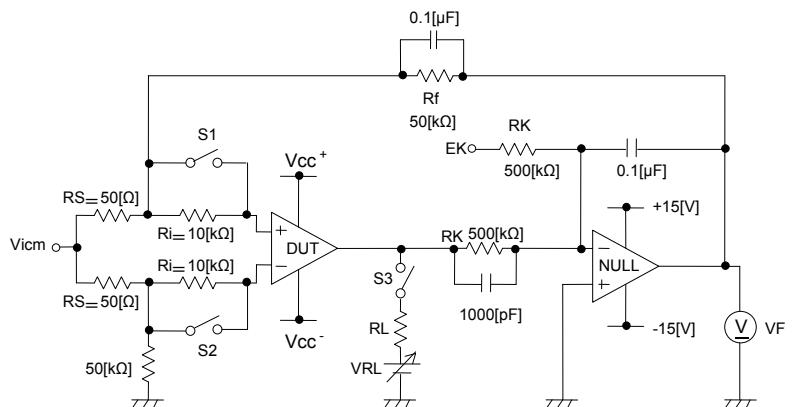 0.1[μF]
Rf
50[kΩ]
S1
EK
RK
500[kΩ]
0.1[μF]
Vcc+
RS=50[Ω]
+15[V]
Vicm
Ri=10[kΩ]
+
DUT
−
RK
500[kΩ]
−
NULL
+
Ri=10[kΩ]
S3
RS=50[Ω]
1000[pF]
V
VF
S2
Vcc-
RL
-15[V]
50[kΩ]
VRL